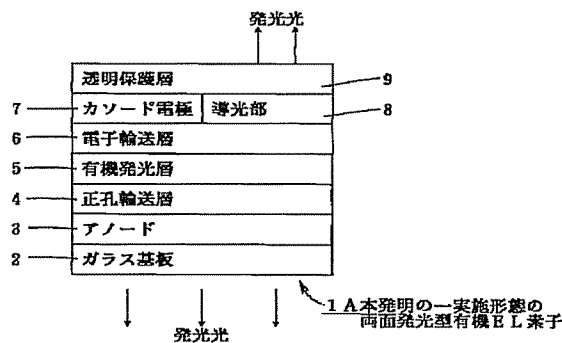 発光光
透明保護層 9
7 カソード電極 導光部 8
6 電子輸送層
5 有機発光層
4 正孔輸送層
3 アノード
2 ガラス基板
1A本発明の一実施形態の
両面発光型有機EL素子
発光光